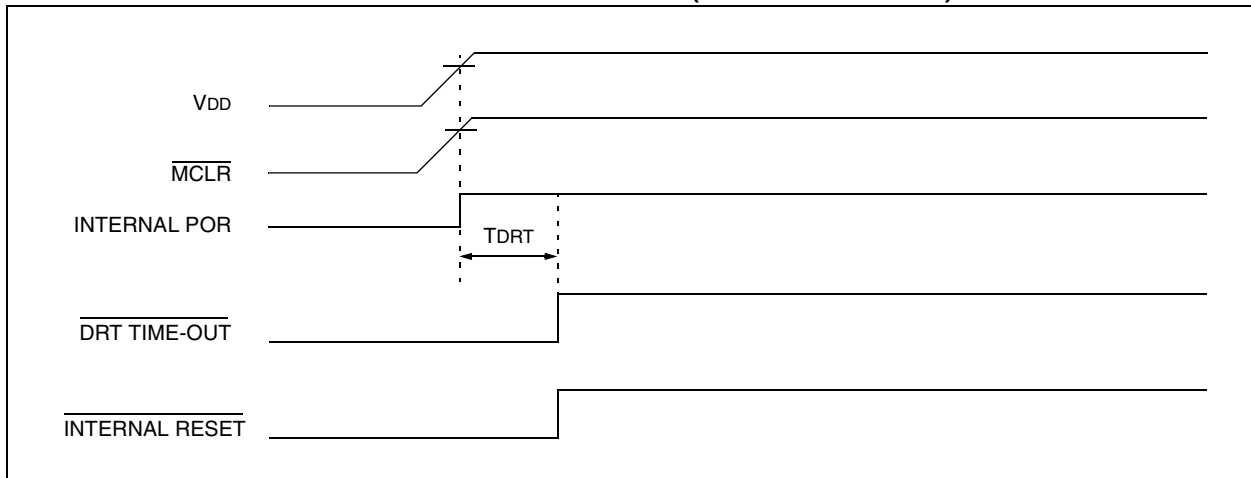 VDD
MCLR
INTERNAL POR
TDRT
DRT TIME-OUT
INTERNAL RESET